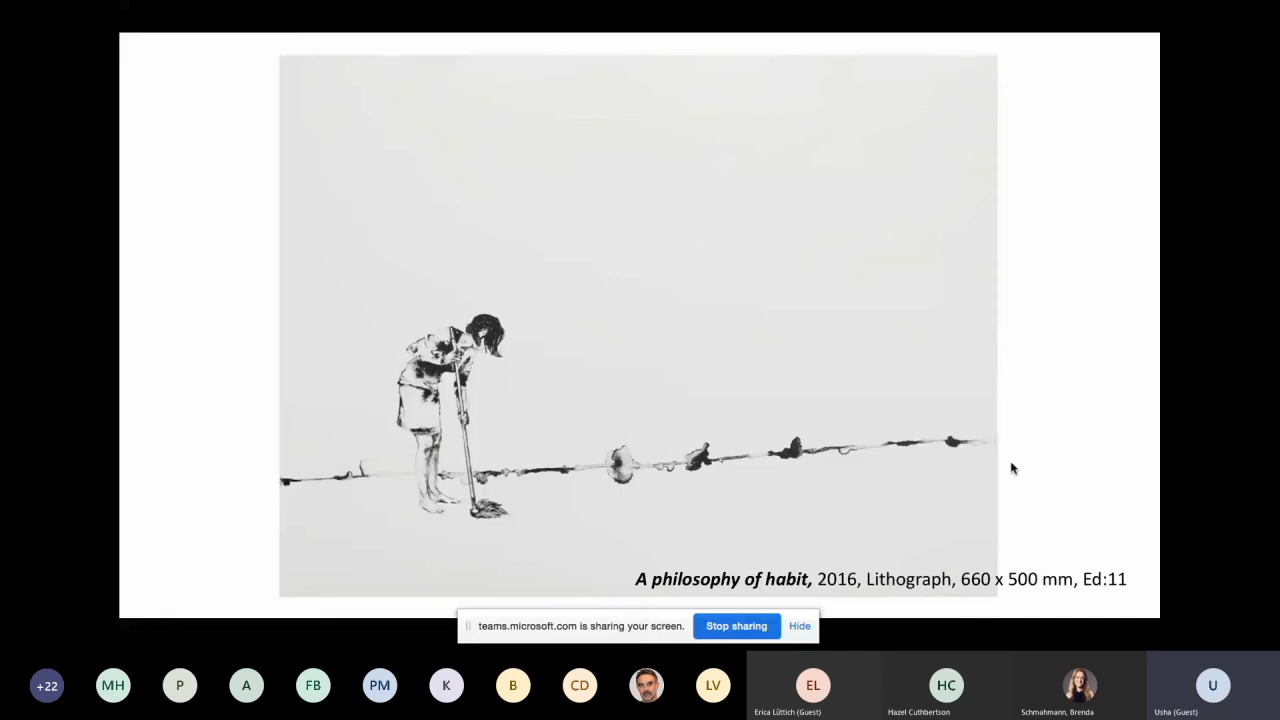 A philosophy of habit, 2016, Lithograph, 660 x 500 mm, Ed:11
teams.microsoft.com is sharing your screen. Stop sharing Hide
+22 MH P A FB PM K B CD LV EL HC U
Erica Lüttich (Guest) Hazel Cuthbertson Schmahmann, Brenda Usha (Guest)